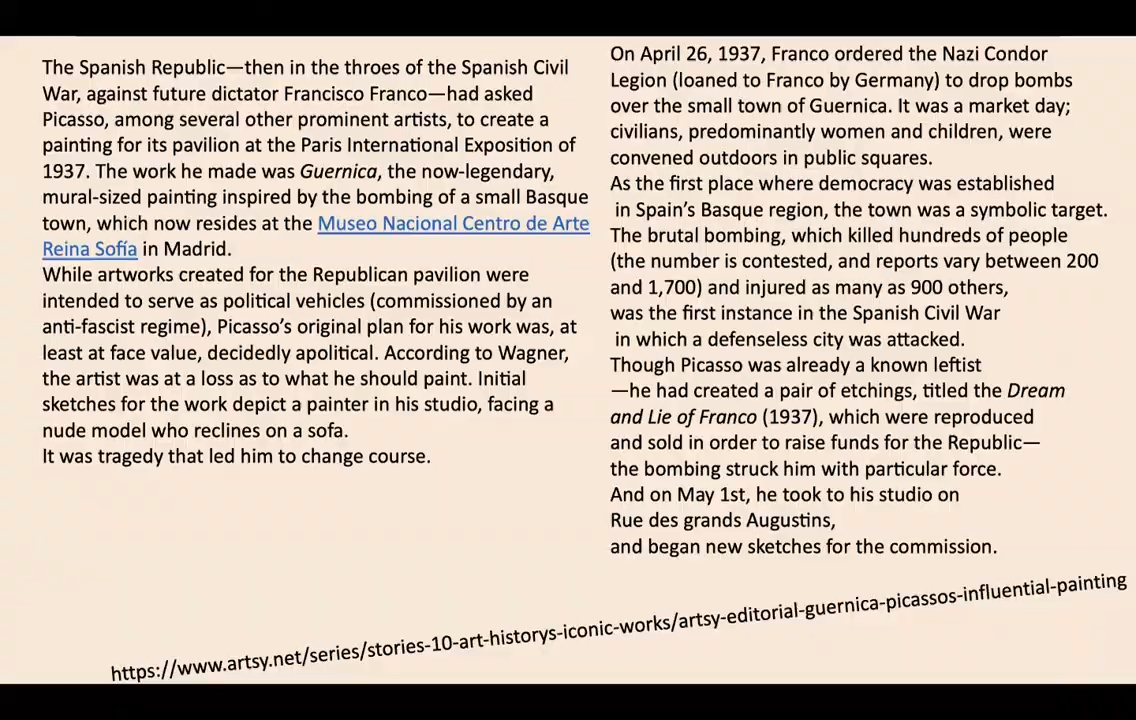 The Spanish Republic—then in the throes of the Spanish Civil
War, against future dictator Francisco Franco—had asked
Picasso, among several other prominent artists, to create a
painting for its pavilion at the Paris International Exposition of
1937. The work he made was Guernica, the now-legendary,
mural-sized painting inspired by the bombing of a small Basque
town, which now resides at the Museo Nacional Centro de Arte
Reina Sofía in Madrid.
While artworks created for the Republican pavilion were
intended to serve as political vehicles (commissioned by an
anti-fascist regime), Picasso's original plan for his work was, at
least at face value, decidedly apolitical. According to Wagner,
the artist was at a loss as to what he should paint. Initial
sketches for the work depict a painter in his studio, facing a
nude model who reclines on a sofa.
It was tragedy that led him to change course.
On April 26, 1937, Franco ordered the Nazi Condor
Legion (loaned to Franco by Germany) to drop bombs
over the small town of Guernica. It was a market day;
civilians, predominantly women and children, were
convened outdoors in public squares.
As the first place where democracy was established
in Spain's Basque region, the town was a symbolic target.
The brutal bombing, which killed hundreds of people
(the number is contested, and reports vary between 200
and 1,700) and injured as many as 900 others,
was the first instance in the Spanish Civil War
in which a defenseless city was attacked.
Though Picasso was already a known leftist
—he had created a pair of etchings, titled the Dream
and Lie of Franco (1937), which were reproduced
and sold in order to raise funds for the Republic—
the bombing struck him with particular force.
And on May 1st, he took to his studio on
Rue des grands Augustins,
and began new sketches for the commission.
https://www.artsy.net/series/stories-10-art-historys-iconic-works/artsy-editorial-guernica-picassos-influential-painting